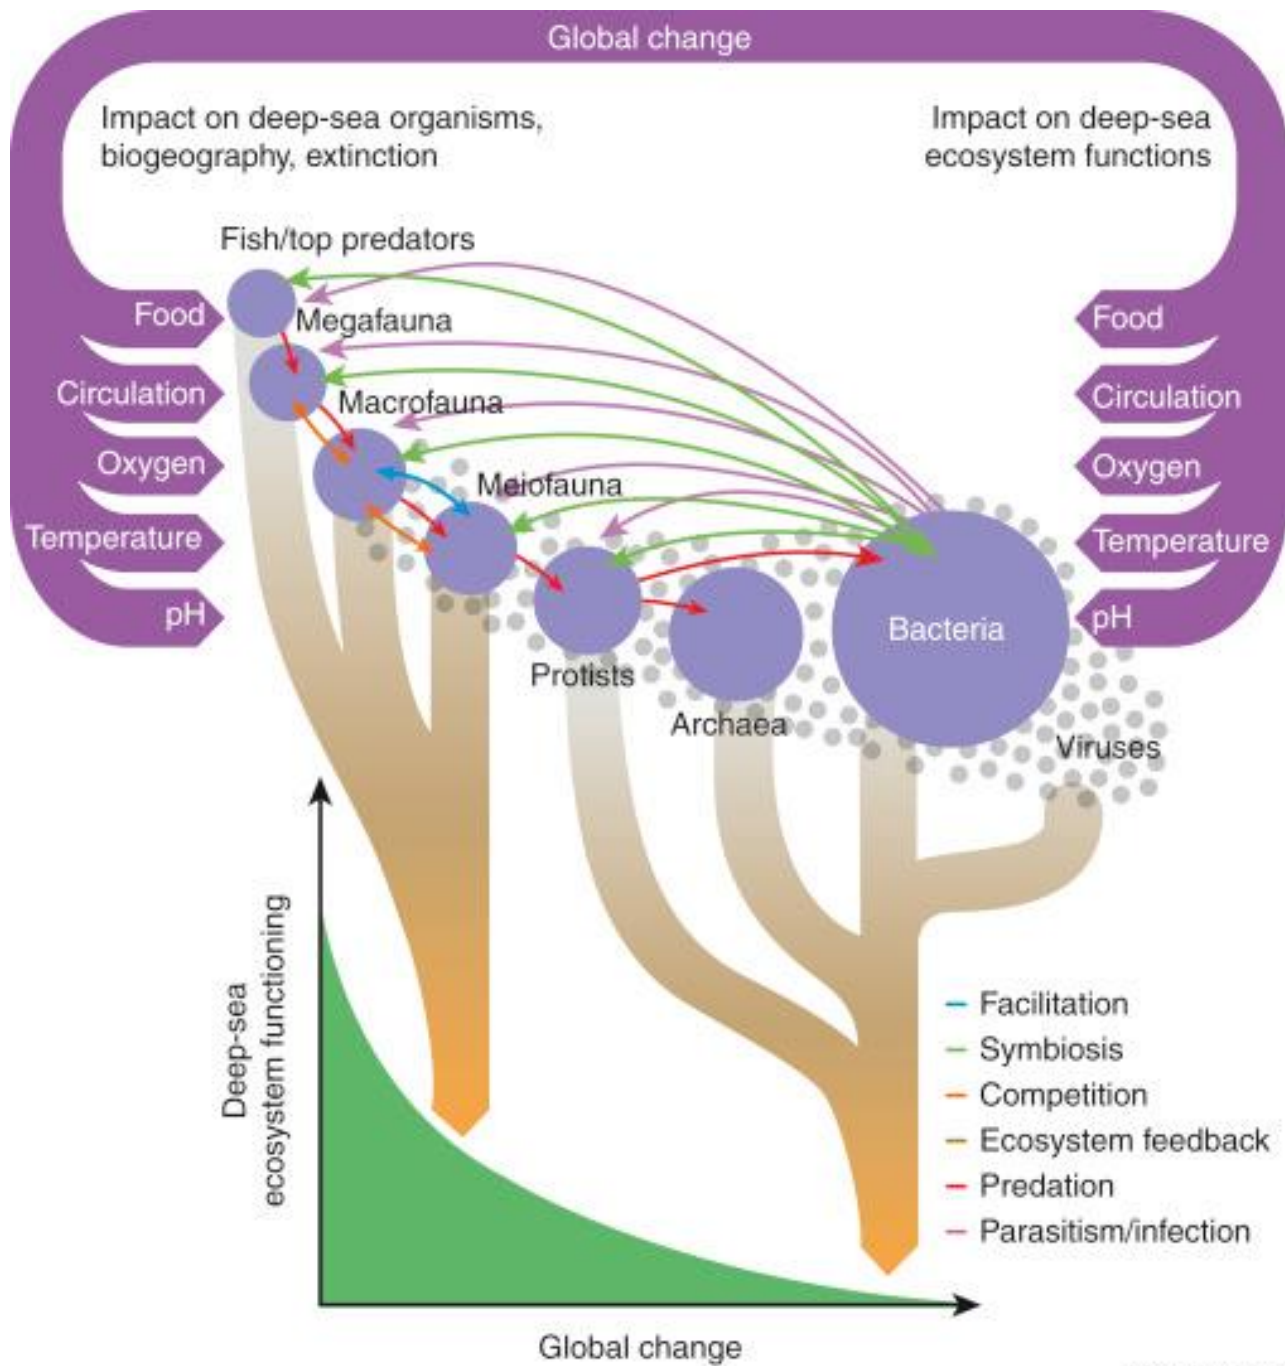 Global change
Impact on deep-sea organisms,
biogeography, extinction
Impact on deep-sea
ecosystem functions
Fish/top predators
Megafauna
Macrofauna
Meiofauna
Protists
Archaea
Bacteria
Viruses
Food
Circulation
Oxygen
Temperature
pH
Food
Circulation
Oxygen
Temperature
pH
Deep-sea
ecosystem functioning
Global change
Facilitation
Symbiosis
Competition
Ecosystem feedback
Predation
Parasitism/infection